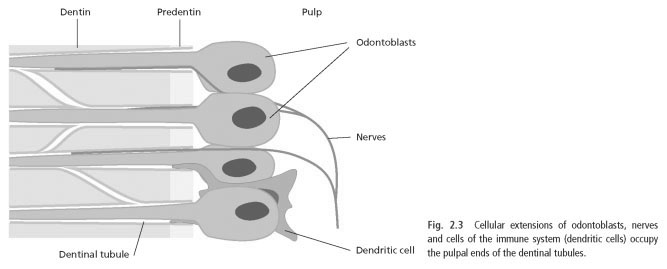 Dentin Predentin Pulp
Odontoblasts
Nerves
Dendritic cell
Dentinal tubule
Fig. 2.3 Cellular extensions of odontoblasts, nerves
and cells of the immune system (dendritic cells) occupy
the pulpal ends of the dentinal tubules.